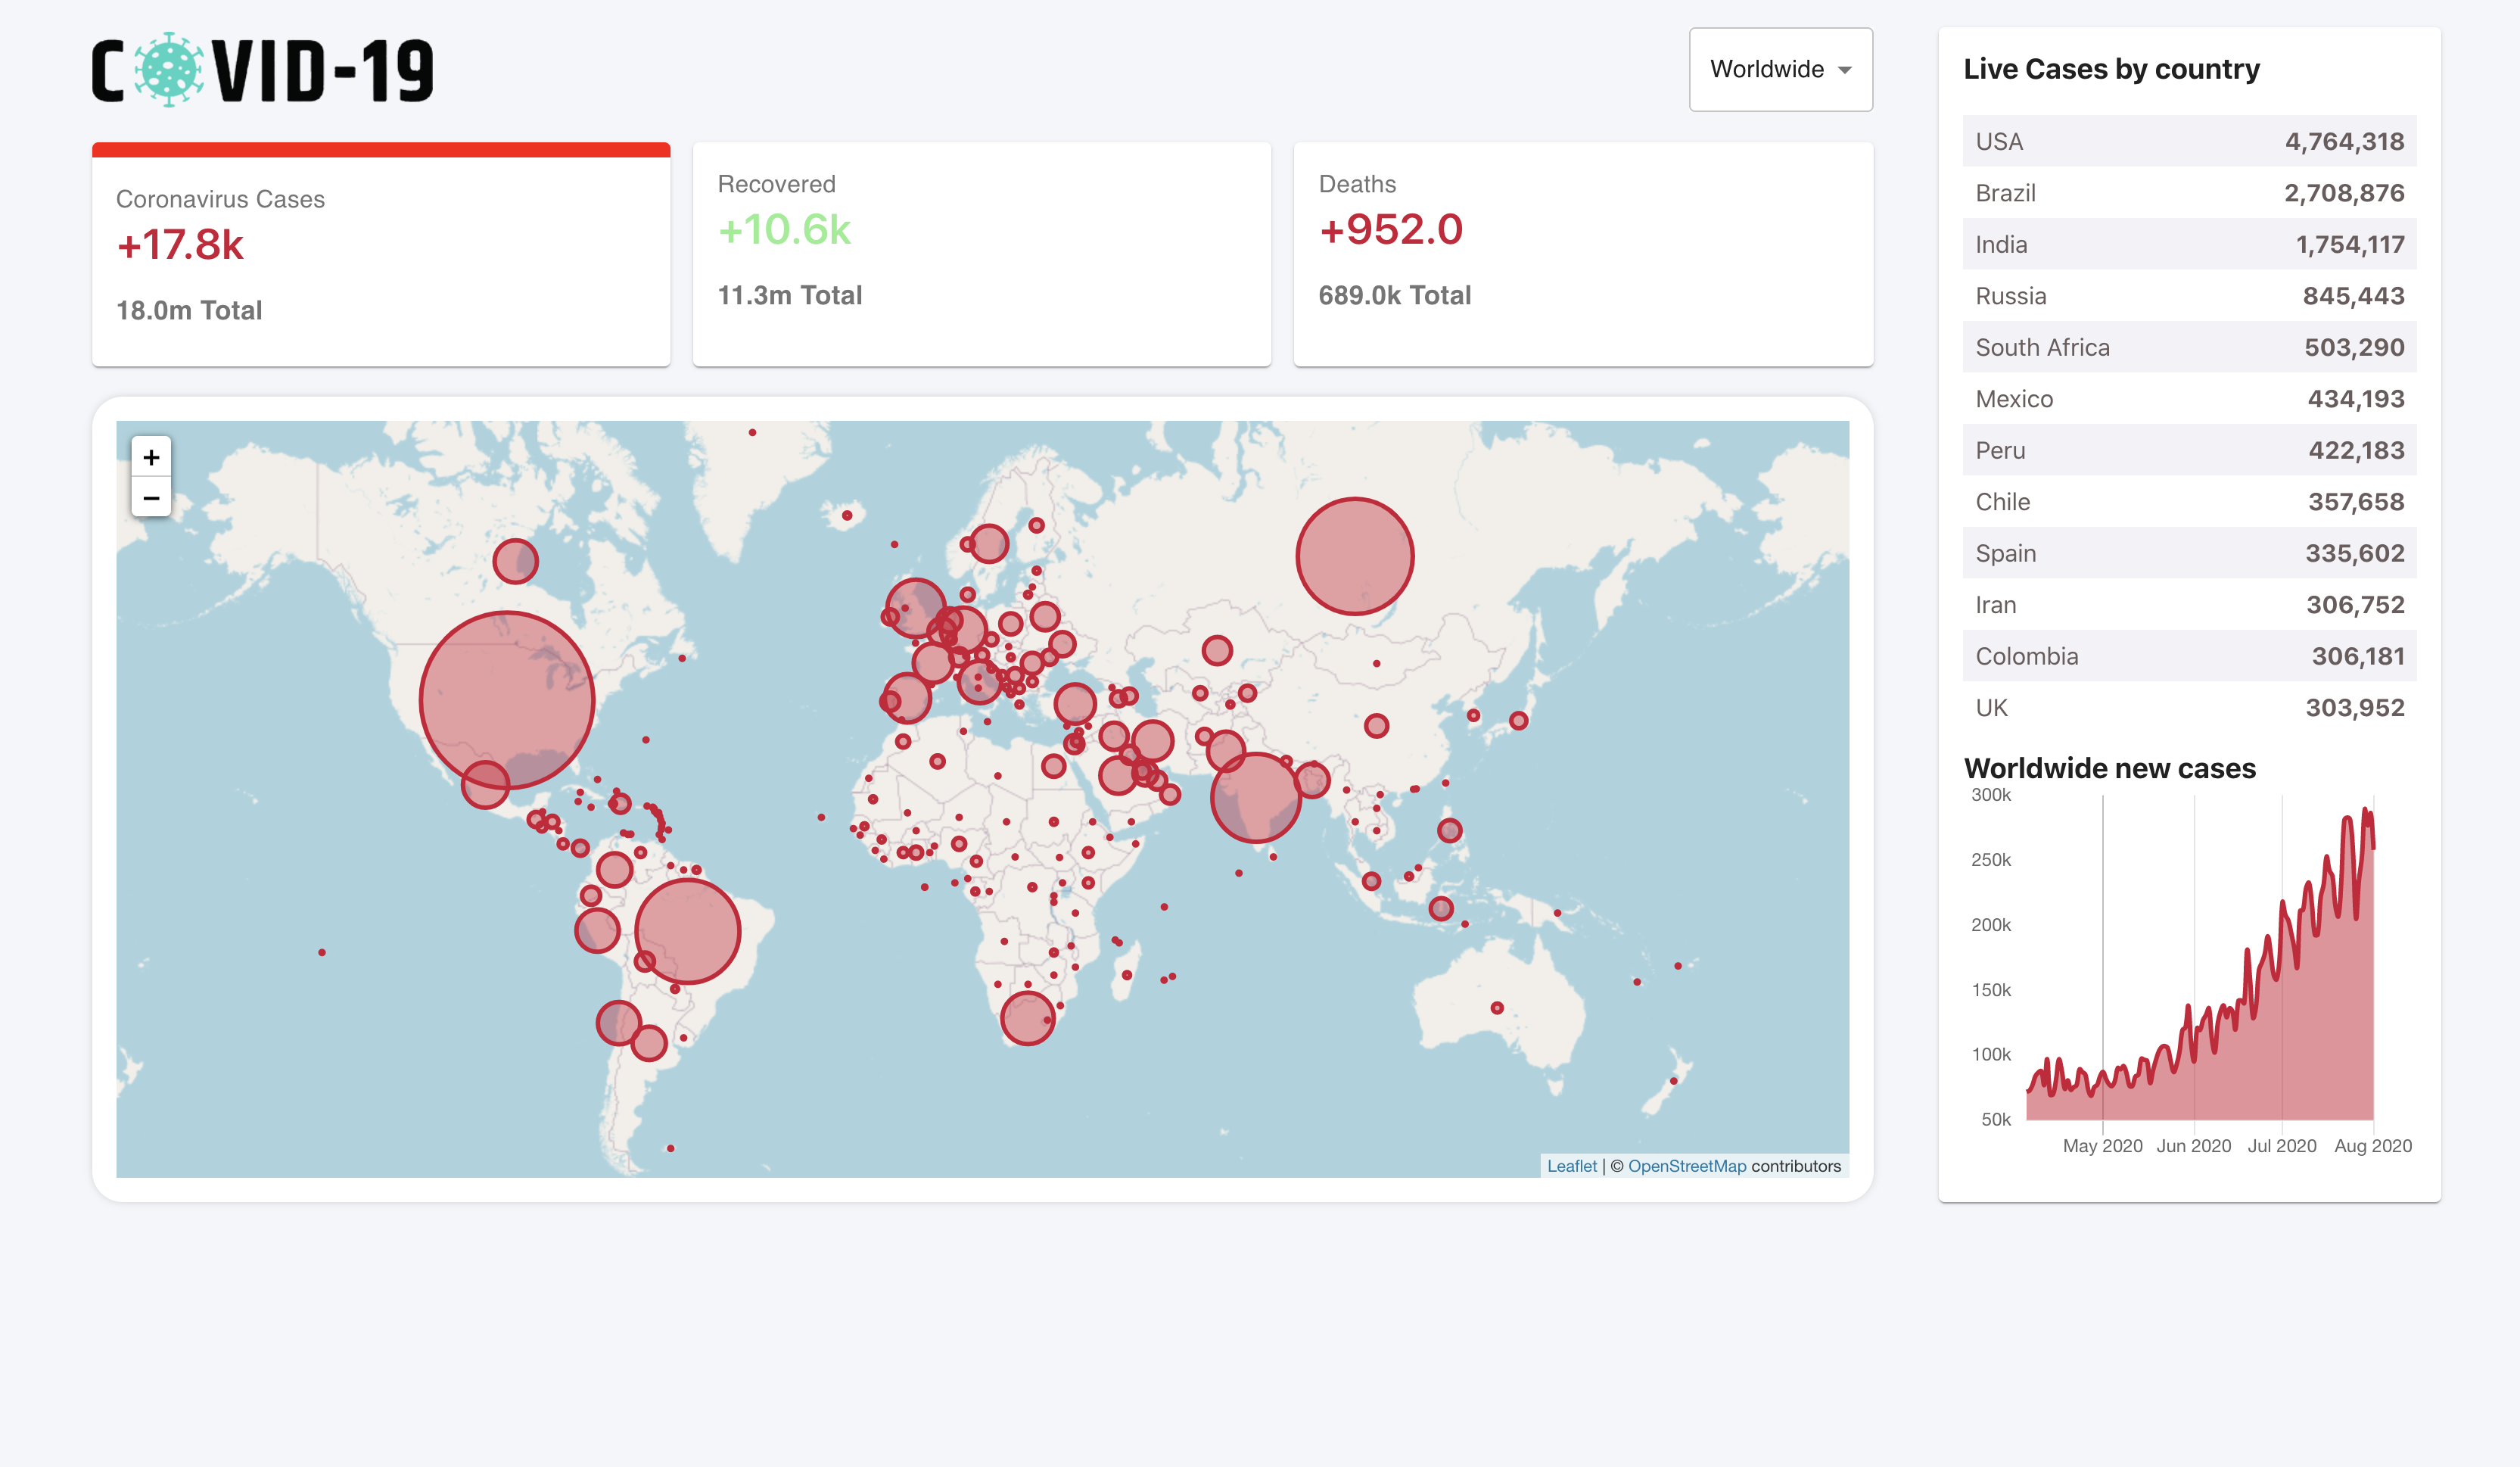 COVID-19
Worldwide
Coronavirus Cases
+17.8k
18.0m Total
Recovered
+10.6k
11.3m Total
Deaths
+952.0
689.0k Total
+
−
Leaflet | © OpenStreetMap contributors
Live Cases by country
USA 4,764,318
Brazil 2,708,876
India 1,754,117
Russia 845,443
South Africa 503,290
Mexico 434,193
Peru 422,183
Chile 357,658
Spain 335,602
Iran 306,752
Colombia 306,181
UK 303,952
Worldwide new cases
300k
250k
200k
150k
100k
50k
May 2020 Jun 2020 Jul 2020 Aug 2020